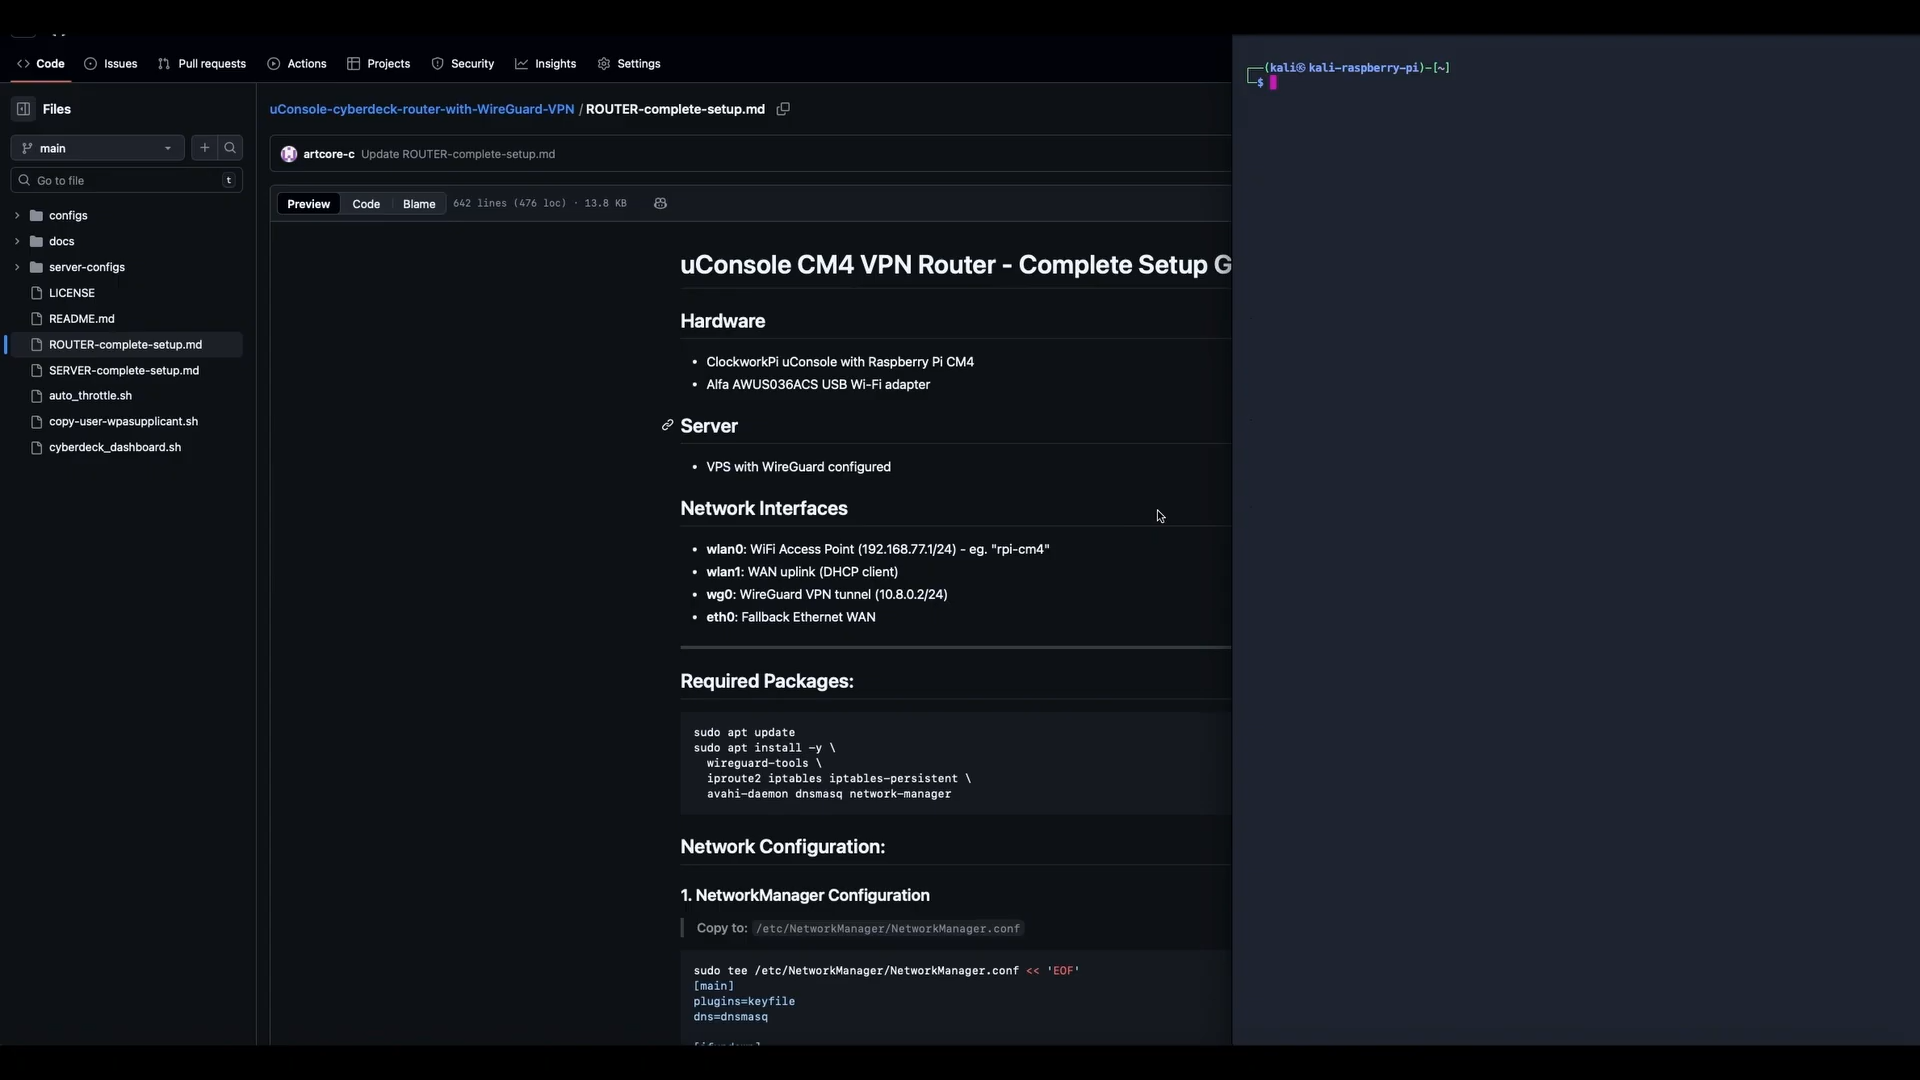 Code
Issues
Pull requests
Actions
Projects
Security
Insights
Settings
Files
main
Go to file
t
configs
docs
server-configs
LICENSE
README.md
ROUTER-complete-setup.md
SERVER-complete-setup.md
auto_throttle.sh
copy-user-wpasupplicant.sh
cyberdeck_dashboard.sh
uConsole-cyberdeck-router-with-WireGuard-VPN / ROUTER-complete-setup.md
artcore-c Update ROUTER-complete-setup.md
Preview Code Blame 642 lines (476 loc) · 13.8 KB
uConsole CM4 VPN Router - Complete Setup G
Hardware
• ClockworkPi uConsole with Raspberry Pi CM4
• Alfa AWUS036ACS USB Wi-Fi adapter
Server
• VPS with WireGuard configured
Network Interfaces
• wlan0: WiFi Access Point (192.168.77.1/24) - eg. "rpi-cm4"
• wlan1: WAN uplink (DHCP client)
• wg0: WireGuard VPN tunnel (10.8.0.2/24)
• eth0: Fallback Ethernet WAN
Required Packages:
sudo apt update
sudo apt install -y \
wireguard-tools \
iproute2 iptables iptables-persistent \
avahi-daemon dnsmasq network-manager
Network Configuration:
1. NetworkManager Configuration
Copy to: /etc/NetworkManager/NetworkManager.conf
sudo tee /etc/NetworkManager/NetworkManager.conf << 'EOF'
[main]
plugins=keyfile
dns=dnsmasq
┌──(kali㉿kali-raspberry-pi)-[~]
└─$